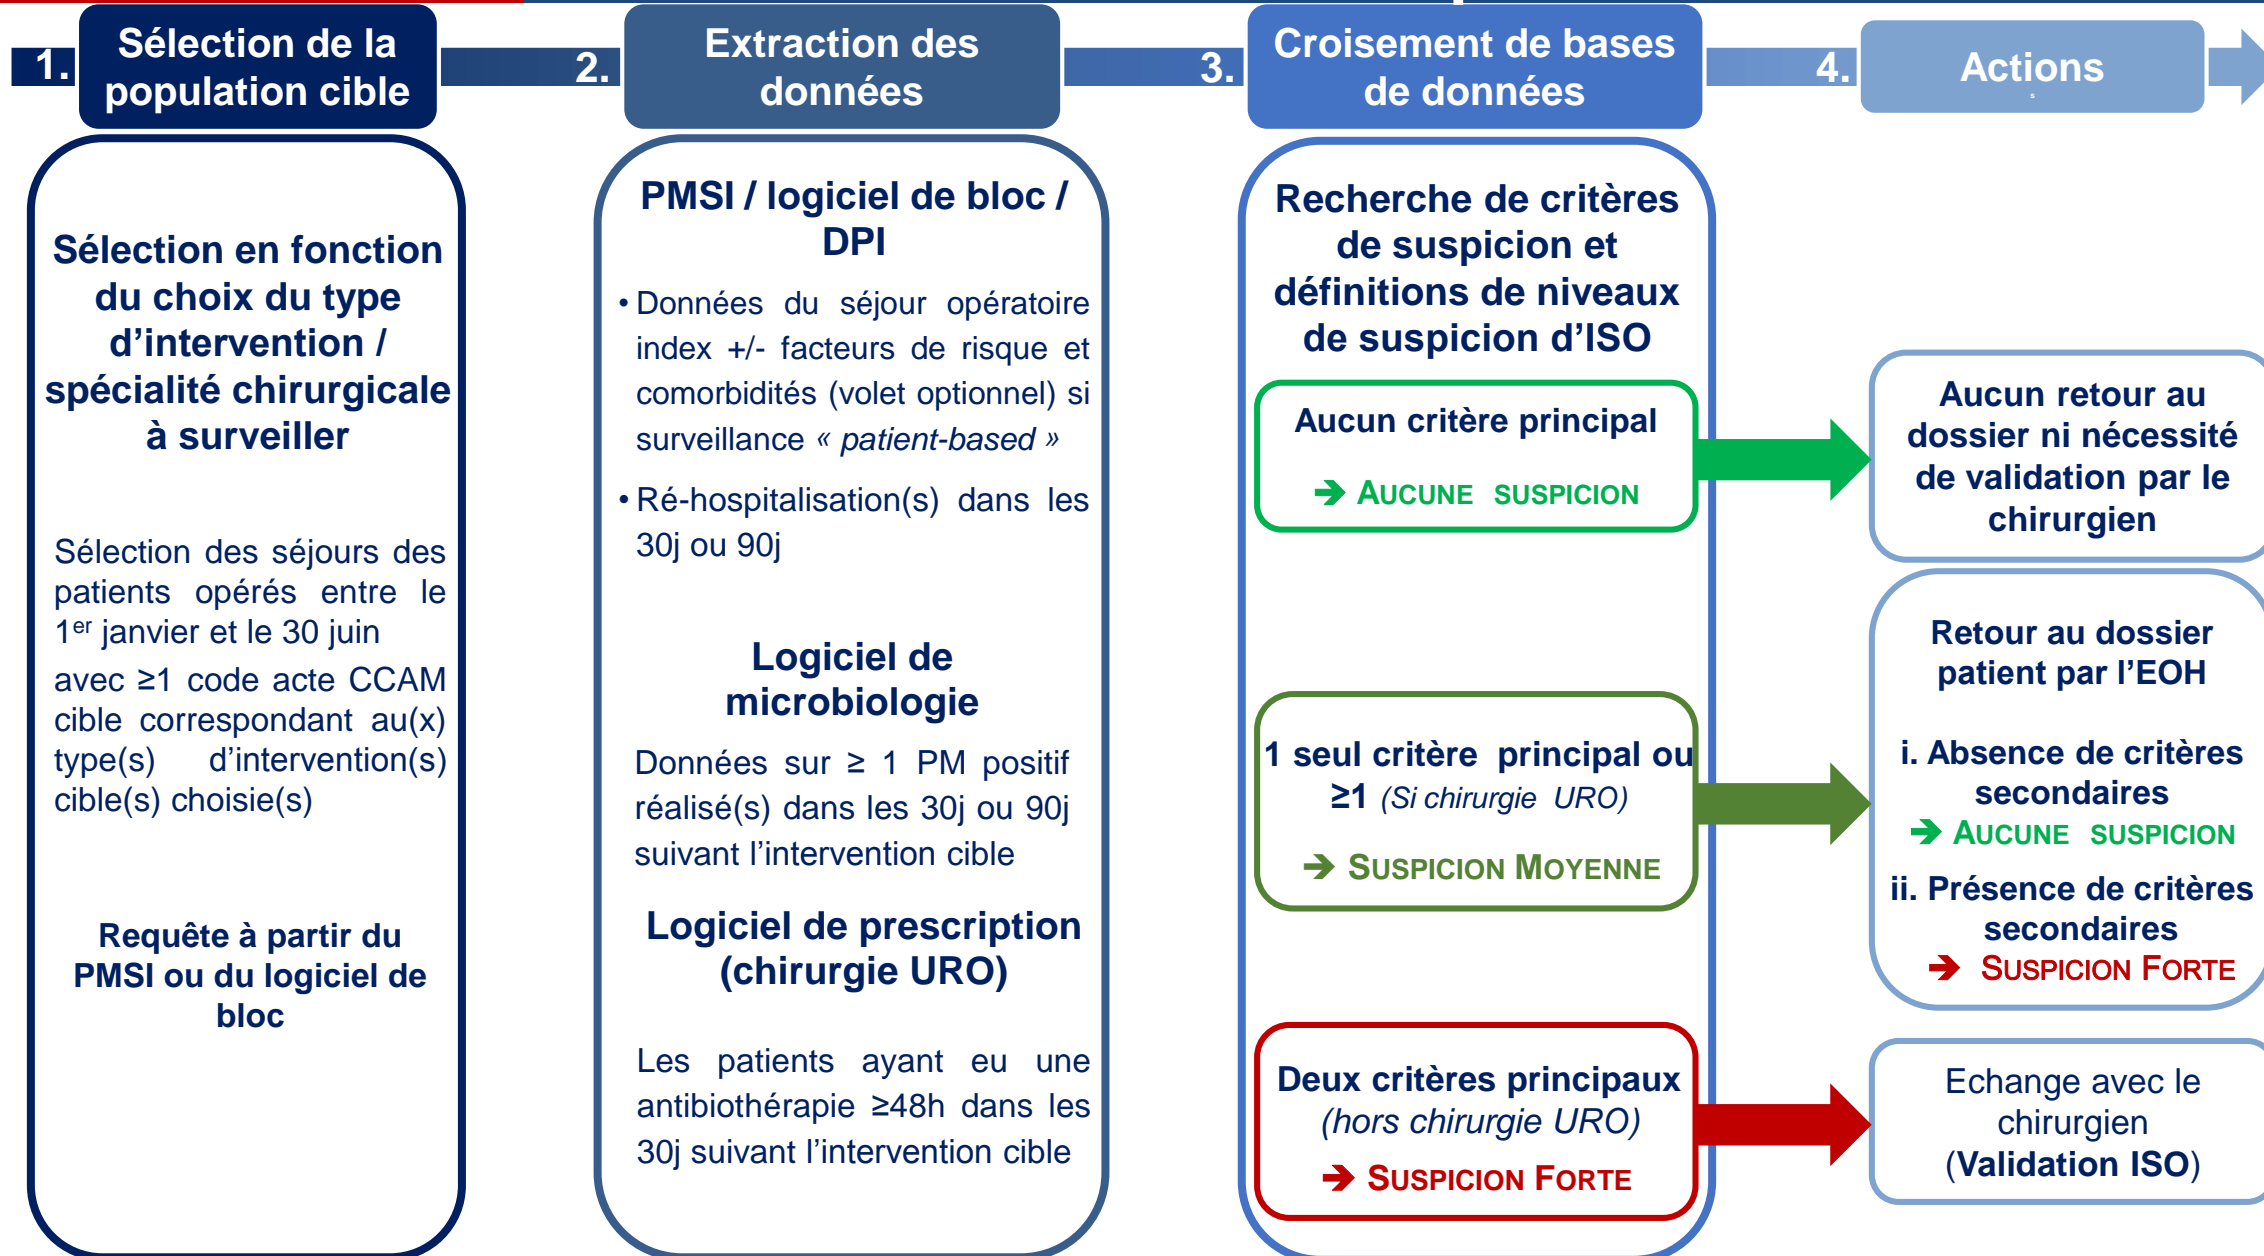 1.
Sélection de la
population cible
2.
Extraction des
données
3.
Croisement de bases
de données
4.
Actions
s
Sélection en fonction
du choix du type
d’intervention /
spécialité chirurgicale
à surveiller
Sélection des séjours des
patients opérés entre le
1er janvier et le 30 juin
avec ≥1 code acte CCAM
cible correspondant au(x)
type(s) d’intervention(s)
cible(s) choisie(s)
Requête à partir du
PMSI ou du logiciel de
bloc
PMSI / logiciel de bloc /
DPI
• Données du séjour opératoire
index +/- facteurs de risque et
comorbidités (volet optionnel) si
surveillance « patient-based »
• Ré-hospitalisation(s) dans les
30j ou 90j
Logiciel de
microbiologie
Données sur ≥ 1 PM positif
réalisé(s) dans les 30j ou 90j
suivant l’intervention cible
Logiciel de prescription
(chirurgie URO)
Les patients ayant eu une
antibiothérapie ≥48h dans les
30j suivant l’intervention cible
Recherche de critères
de suspicion et
définitions de niveaux
de suspicion d’ISO
Aucun critère principal
➔ AUCUNE SUSPICION
1 seul critère principal ou
≥1 (Si chirurgie URO)
➔ SUSPICION MOYENNE
Deux critères principaux
(hors chirurgie URO)
➔ SUSPICION FORTE
Aucun retour au
dossier ni nécessité
de validation par le
chirurgien
Retour au dossier
patient par l’EOH
i. Absence de critères
secondaires
➔ AUCUNE SUSPICION
ii. Présence de critères
secondaires
➔ SUSPICION FORTE
Echange avec le
chirurgien
(Validation ISO)